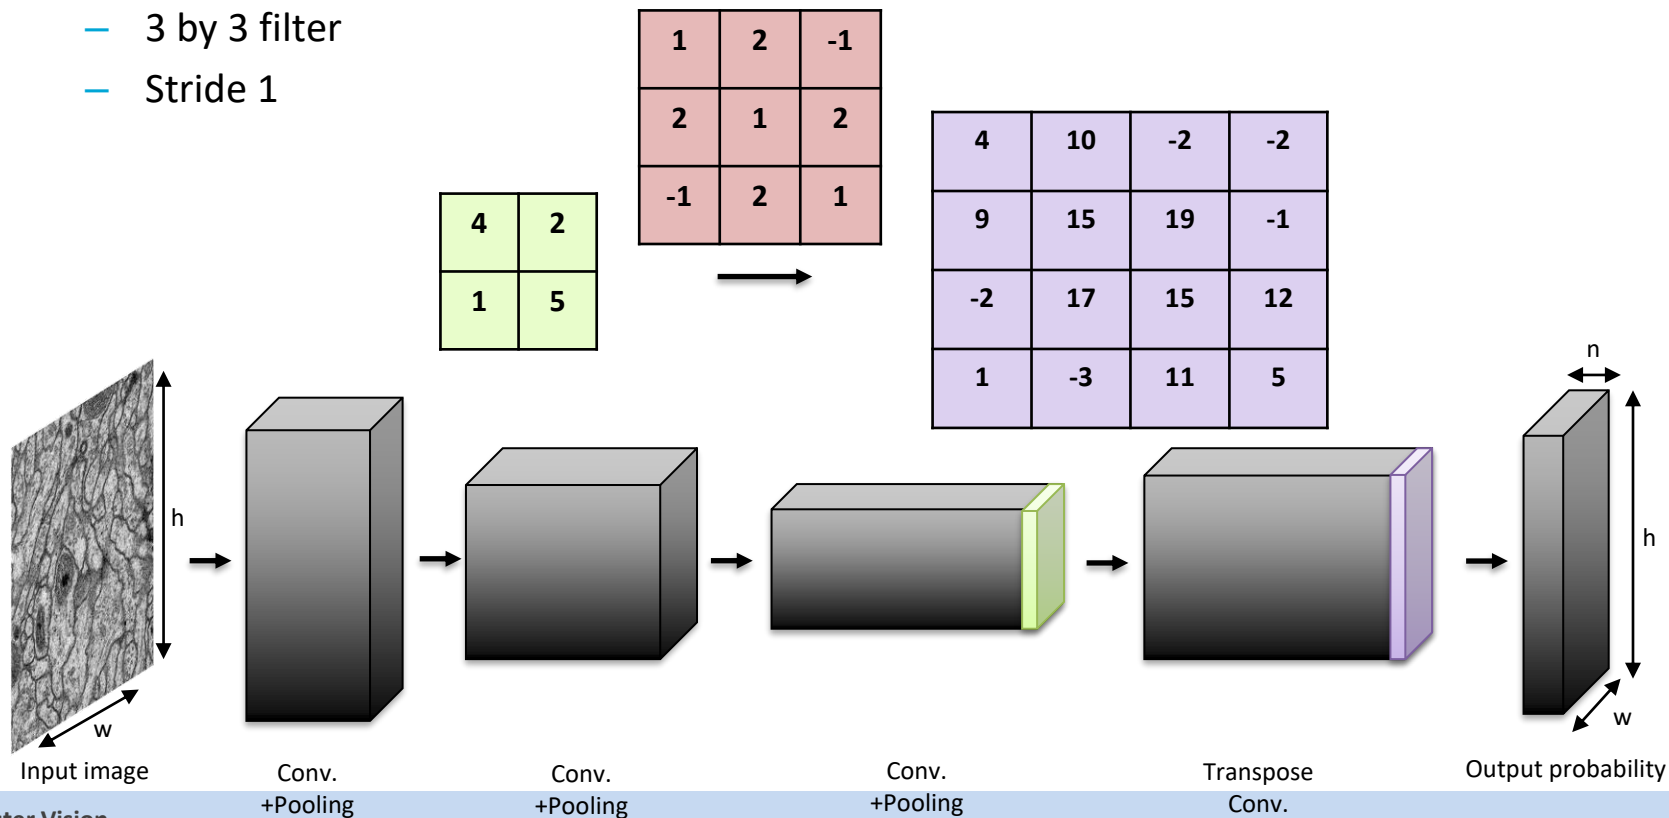 – 3 by 3 filter
– Stride 1
1 2 -1
2 1 2
-1 2 1
4 2
1 5
4 10 -2 -2
9 15 19 -1
-2 17 15 12
1 -3 11 5
h
w
n
h
w
Input image
Conv.
+Pooling
Conv.
+Pooling
Conv.
+Pooling
Transpose
Conv.
Output probability
Vision